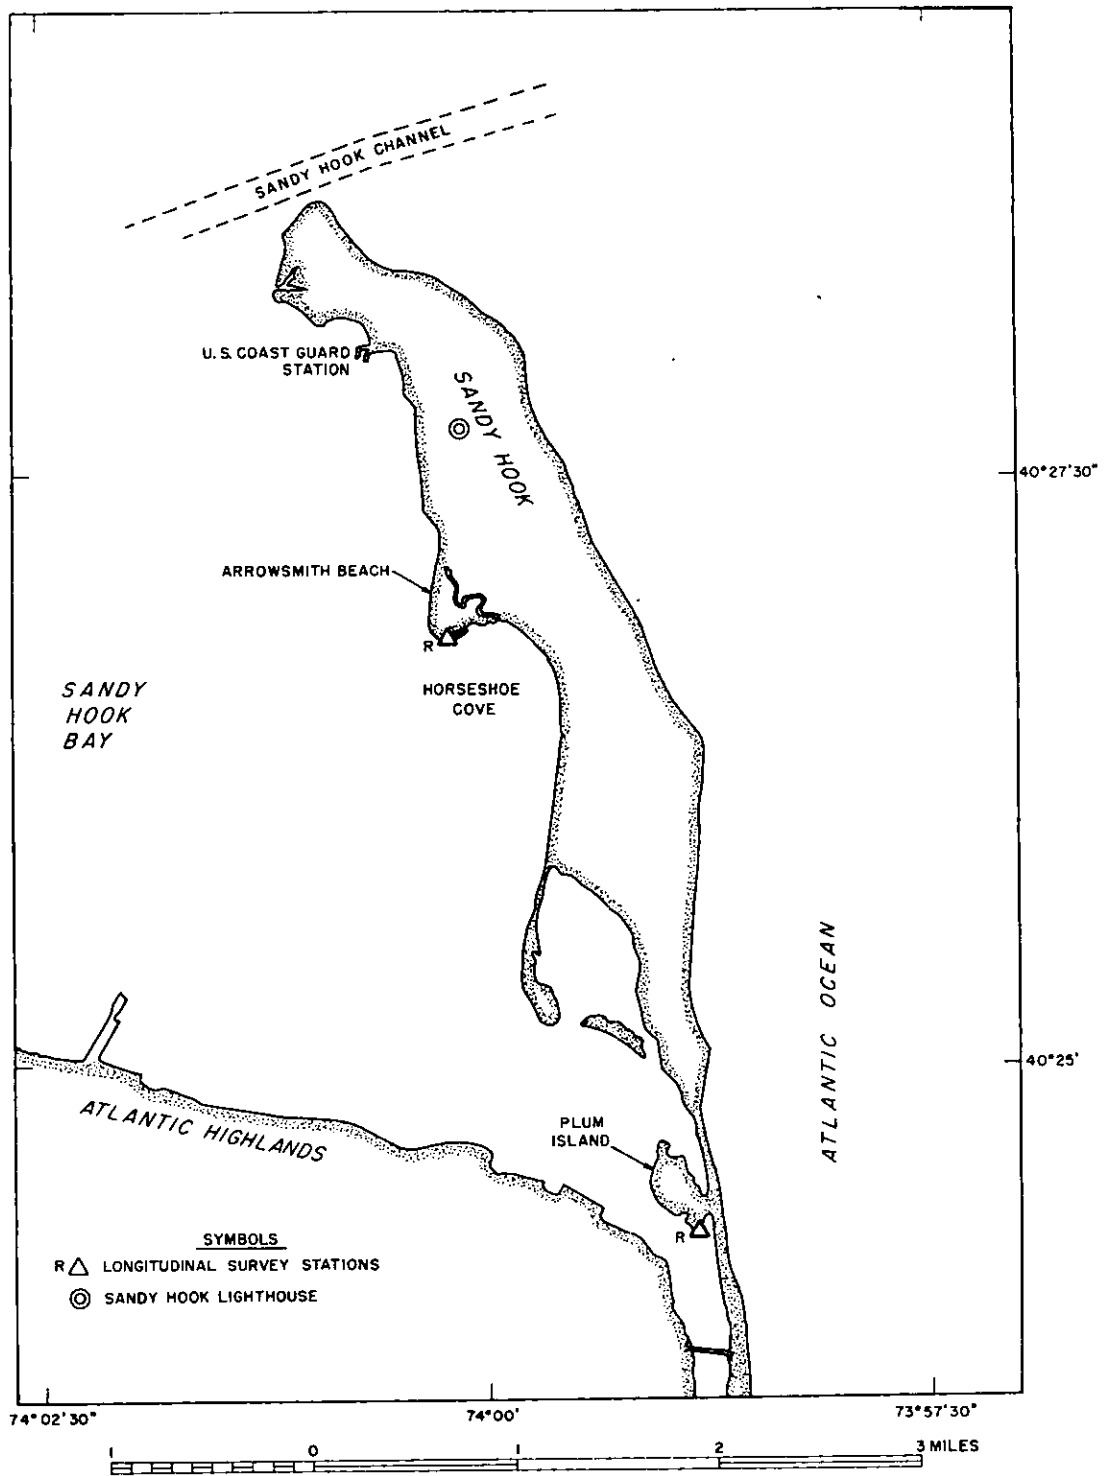 SANDY HOOK CHANNEL
U.S. COAST GUARD
STATION
SANDY HOOK
40°27'30"
ARROWSMITH BEACH
R
HORSESHOE
COVE
SANDY
HOOK
BAY
ATLANTIC OCEAN
40°25'
ATLANTIC HIGHLANDS
PLUM
ISLAND
R
SYMBOLS
R LONGITUDINAL SURVEY STATIONS
SANDY HOOK LIGHTHOUSE
74°02'30"
74°00'
73°57'30"
1 0 1 2 3 MILES